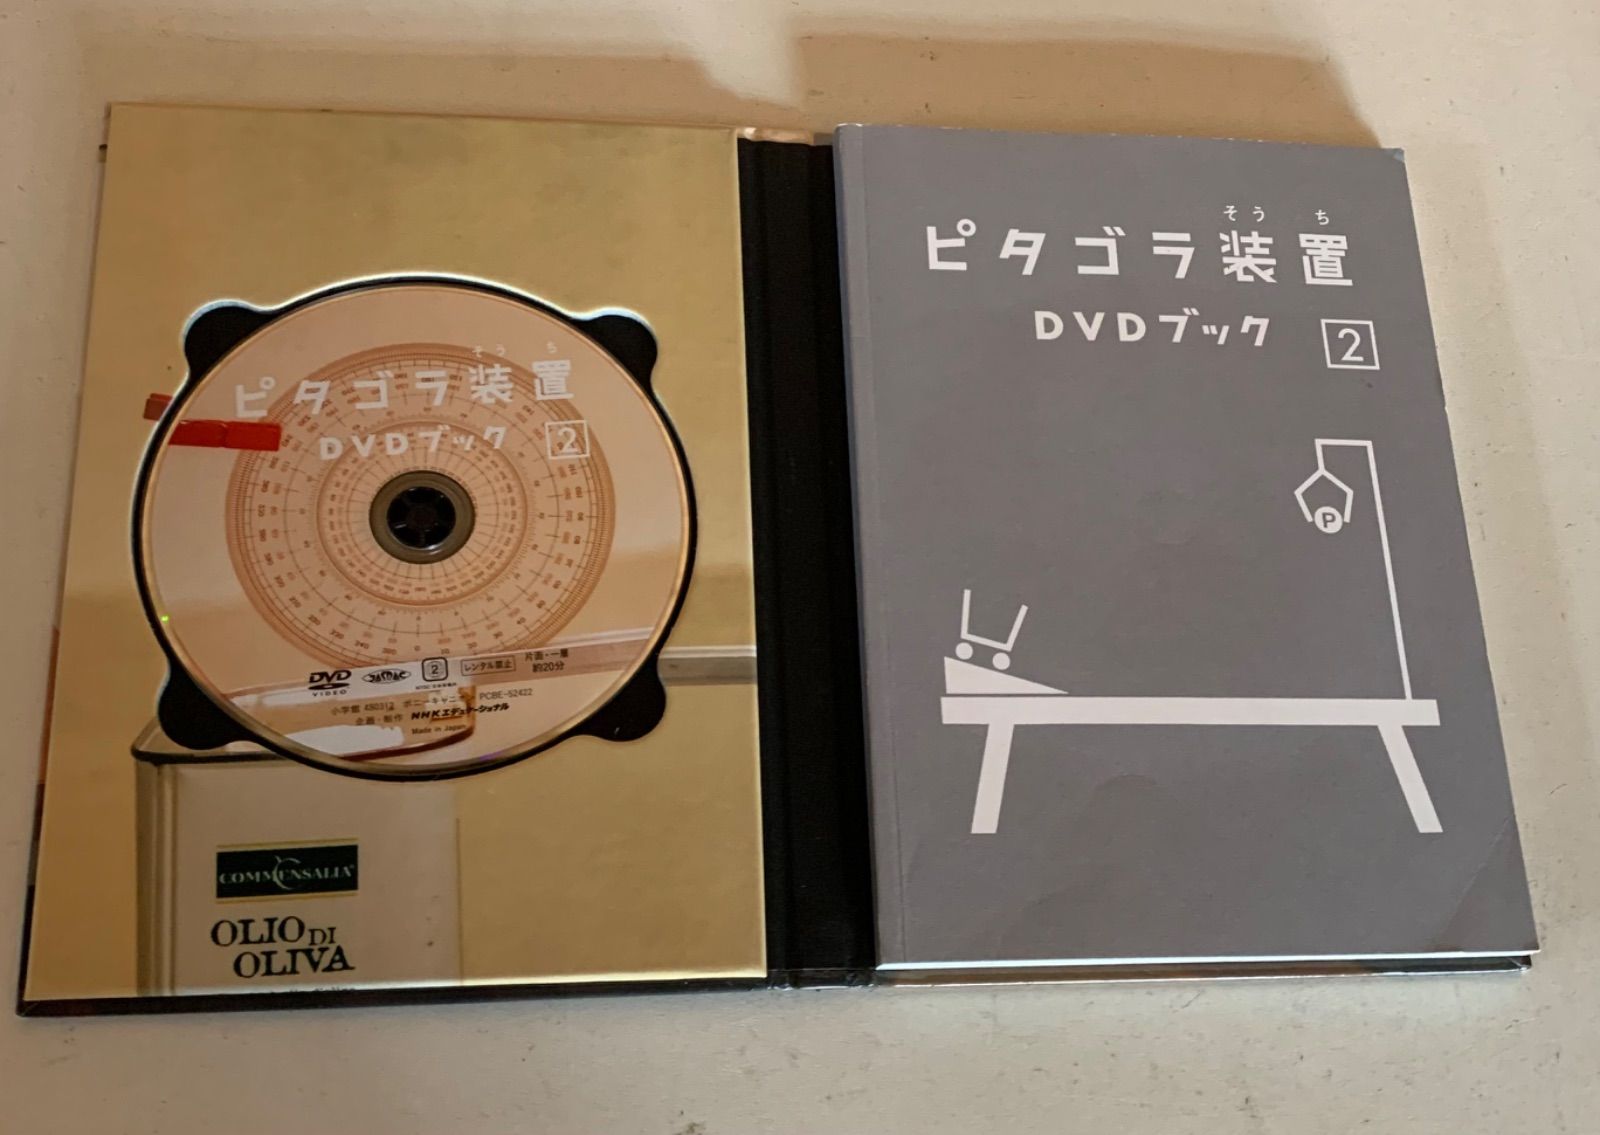 そうち
ピタゴラ装置
DVDブック 2
DVD
VIDEO
JASRAC
2
レンタル禁止
片面・一層
約20分
小学館 480312 ポニーキャニオン PCBE-52422
企画・制作 NHKエデュケーショナル
Made in Japan
COMMENSALIA
OLIO DI
OLIVA
そうち
ピタゴラ装置
DVDブック 2
P